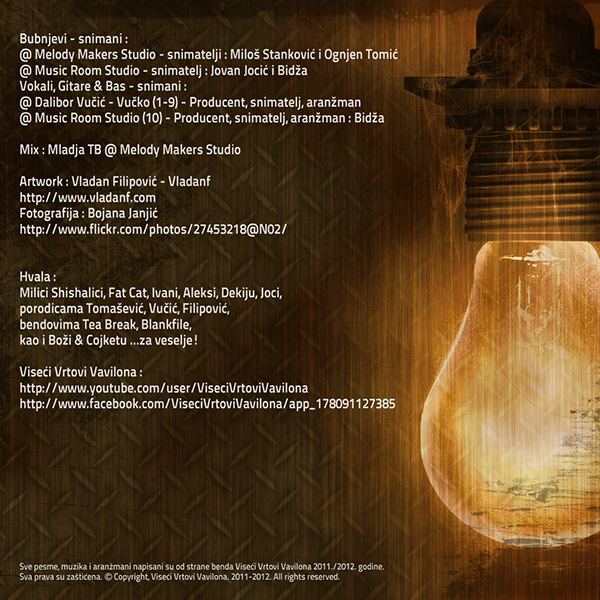 Bubnjevi - snimani :
@ Melody Makers Studio - snimatelji : Miloš Stanković i Ognjen Tomić
@ Music Room Studio - snimatelj : Jovan Jocić i Bidža
Vokali, Gitare & Bas - snimani :
@ Dalibor Vučić - Vučko (1-9) - Producent, snimatelj, aranžman
@ Music Room Studio (10) - Producent, snimatelj, aranžman : Bidža
Mix : Mladja TB @ Melody Makers Studio
Artwork : Vladan Filipović - Vladanf
http://www.vladanf.com
Fotografija : Bojana Janjić
http://www.flickr.com/photos/27453218@N02/
Hvala :
Milici Shishalici, Fat Cat, Ivani, Aleksi, Dekiju, Joci,
porodicama Tomašević, Vučić, Filipović,
bendovima Tea Break, Blankfile,
kao i Boži & Cojketu ...za veselje!
Viseći Vrtovi Vavilona :
http://www.youtube.com/user/ViseciVrtoviVavilona
http://www.facebook.com/ViseciVrtoviVavilona/app_178091127385
Sve pesme, muzika i aranžmani napisani su od strane benda Viseći Vrtovi Vavilona 2011./2012. godine.
Sva prava su zaštićena. © Copyright, Viseci Vrtovi Vavilona. 2011-2012. All rights reserved.